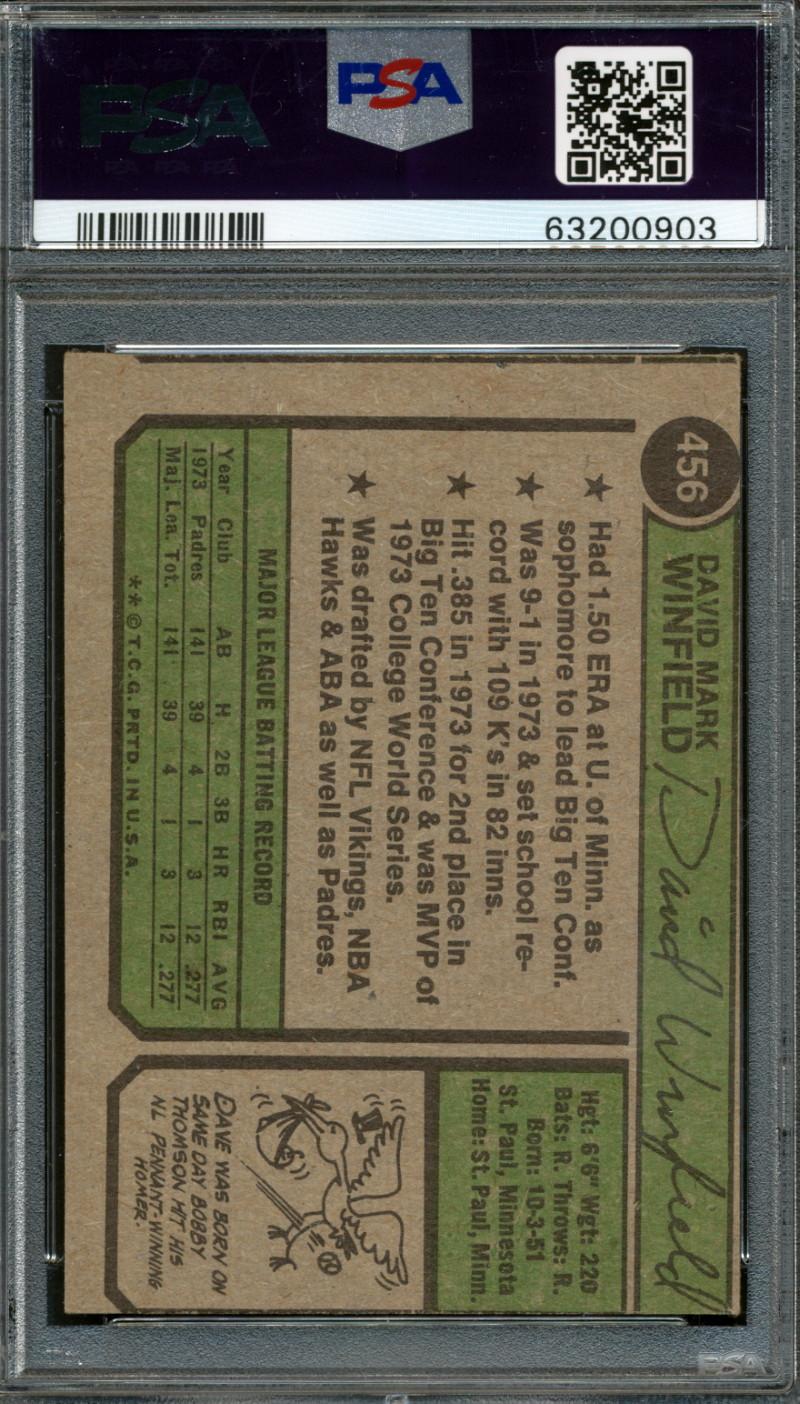 PSA
PSA
63200903
456
DAVID MARK
WINFIELD
David Winfield
★ Had 1.50 ERA at U. of Minn. as
sophomore to lead Big Ten Conf.
★ Was 9-1 in 1973 & set school re-
cord with 109 K's in 82 inns.
★ Hit .385 in 1973 for 2nd place in
Big Ten Conference & was MVP of
1973 College World Series.
★ Was drafted by NFL Vikings, NBA
Hawks & ABA as well as Padres.
MAJOR LEAGUE BATTING RECORD
Year Club AB H 2B 3B HR RBI AVG
1973 Padres 141 39 4 1 3 12 .277
Maj. Lea. Tot. 141 39 4 1 3 12 .277
**©T.C.G. PRTD. IN U.S.A.
Hgt: 6'6" Wgt: 220
Bats: R. Throws: R.
Born: 10-3-51
St. Paul, Minnesota
Home: St. Paul, Minn.
DAVE WAS BORN ON
SAME DAY BOBBY
THOMSON HIT HIS
NL PENNANT-WINNING
HOMER.
PSA